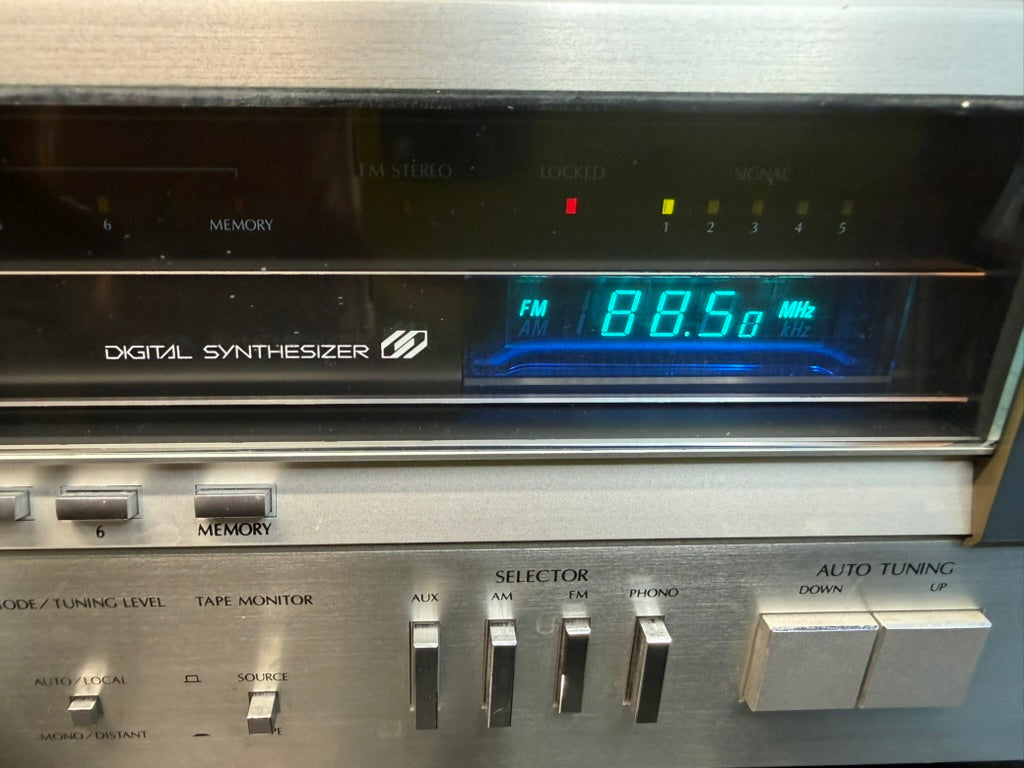 FM STEREO LOCKED SIGNAL
6 MEMORY 1 2 3 4 5
FM 88.50 MHz
AM kHz
DIGITAL SYNTHESIZER
6 MEMORY
SELECTOR AUTO TUNING
AUX AM FM PHONO DOWN UP
MODE/TUNING LEVEL TAPE MONITOR
AUTO/LOCAL SOURCE
MONO/DISTANT